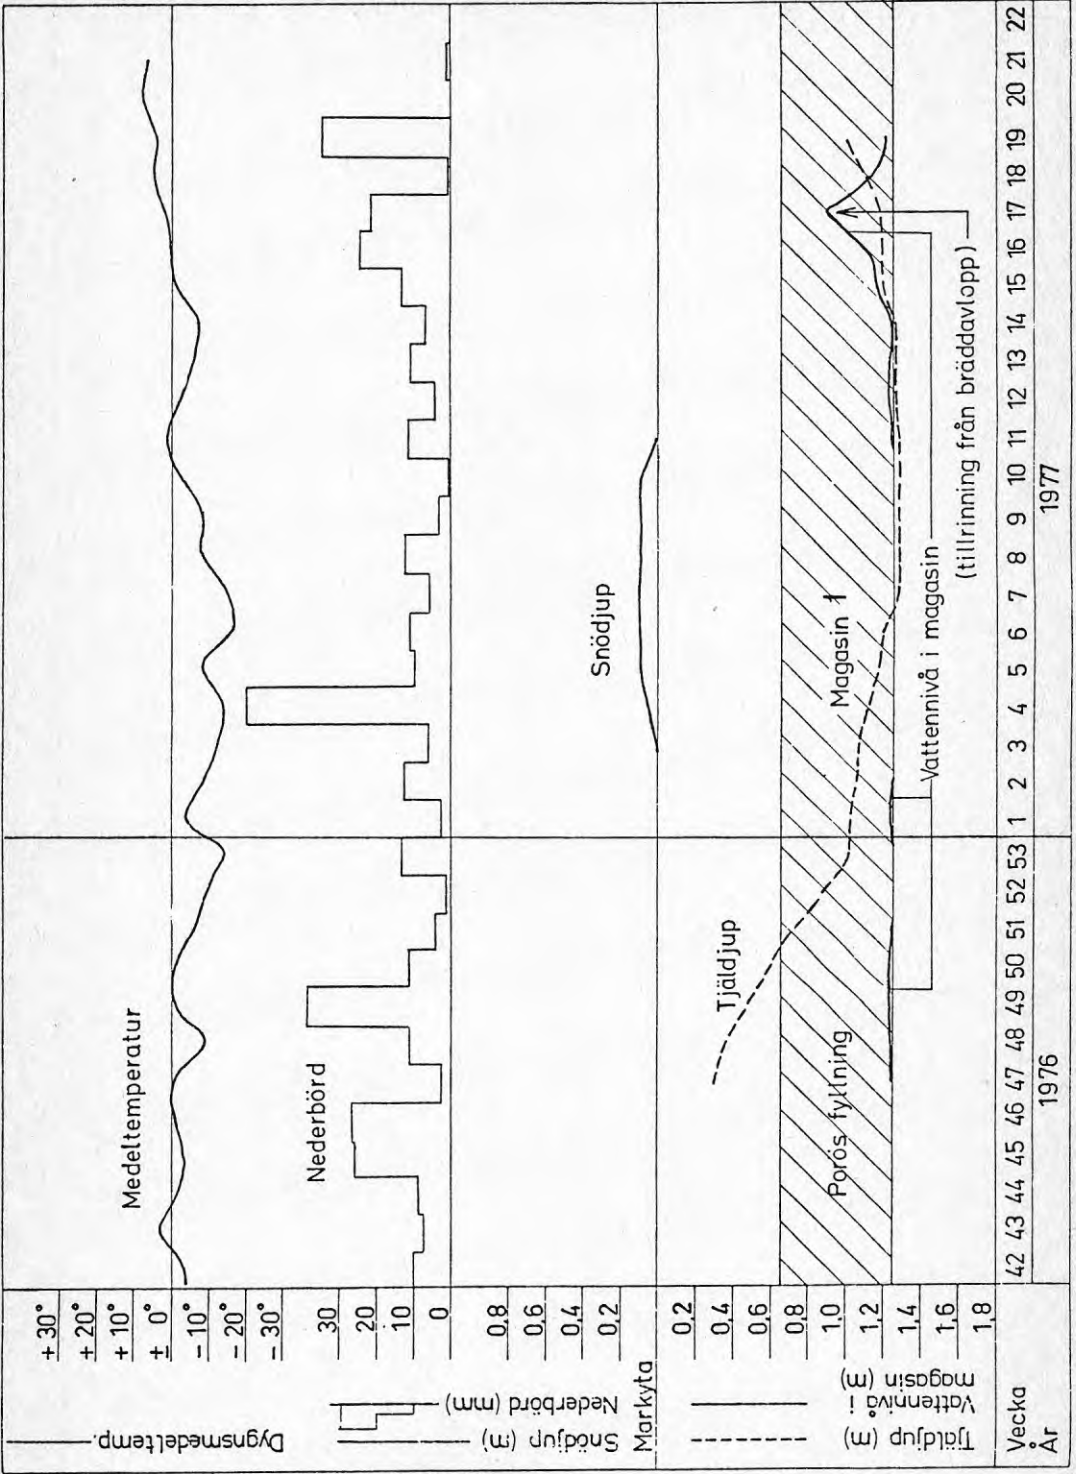 Dygnsmedeltemp.
+ 30°
+ 20°
+ 10°
± 0°
- 10°
- 20°
- 30°
Medeltemperatur
Nederbörd (mm)
30
20
10
0
Nederbörd
Snödjup (m)
0,8
0,6
0,4
0,2
Snödjup
Markyta
Tjäldjup (m)
Vattennivå i
magasin (m)
0,2
0,4
0,6
0,8
1,0
1,2
1,4
1,6
1,8
Tjäldjup
Porös fyllning
Magasin 1
Vattennivå i magasin
(tillrinning från bräddavlopp)
Vecka 42 43 44 45 46 47 48 49 50 51 52 53 1 2 3 4 5 6 7 8 9 10 11 12 13 14 15 16 17 18 19 20 21 22
År 1976 1977